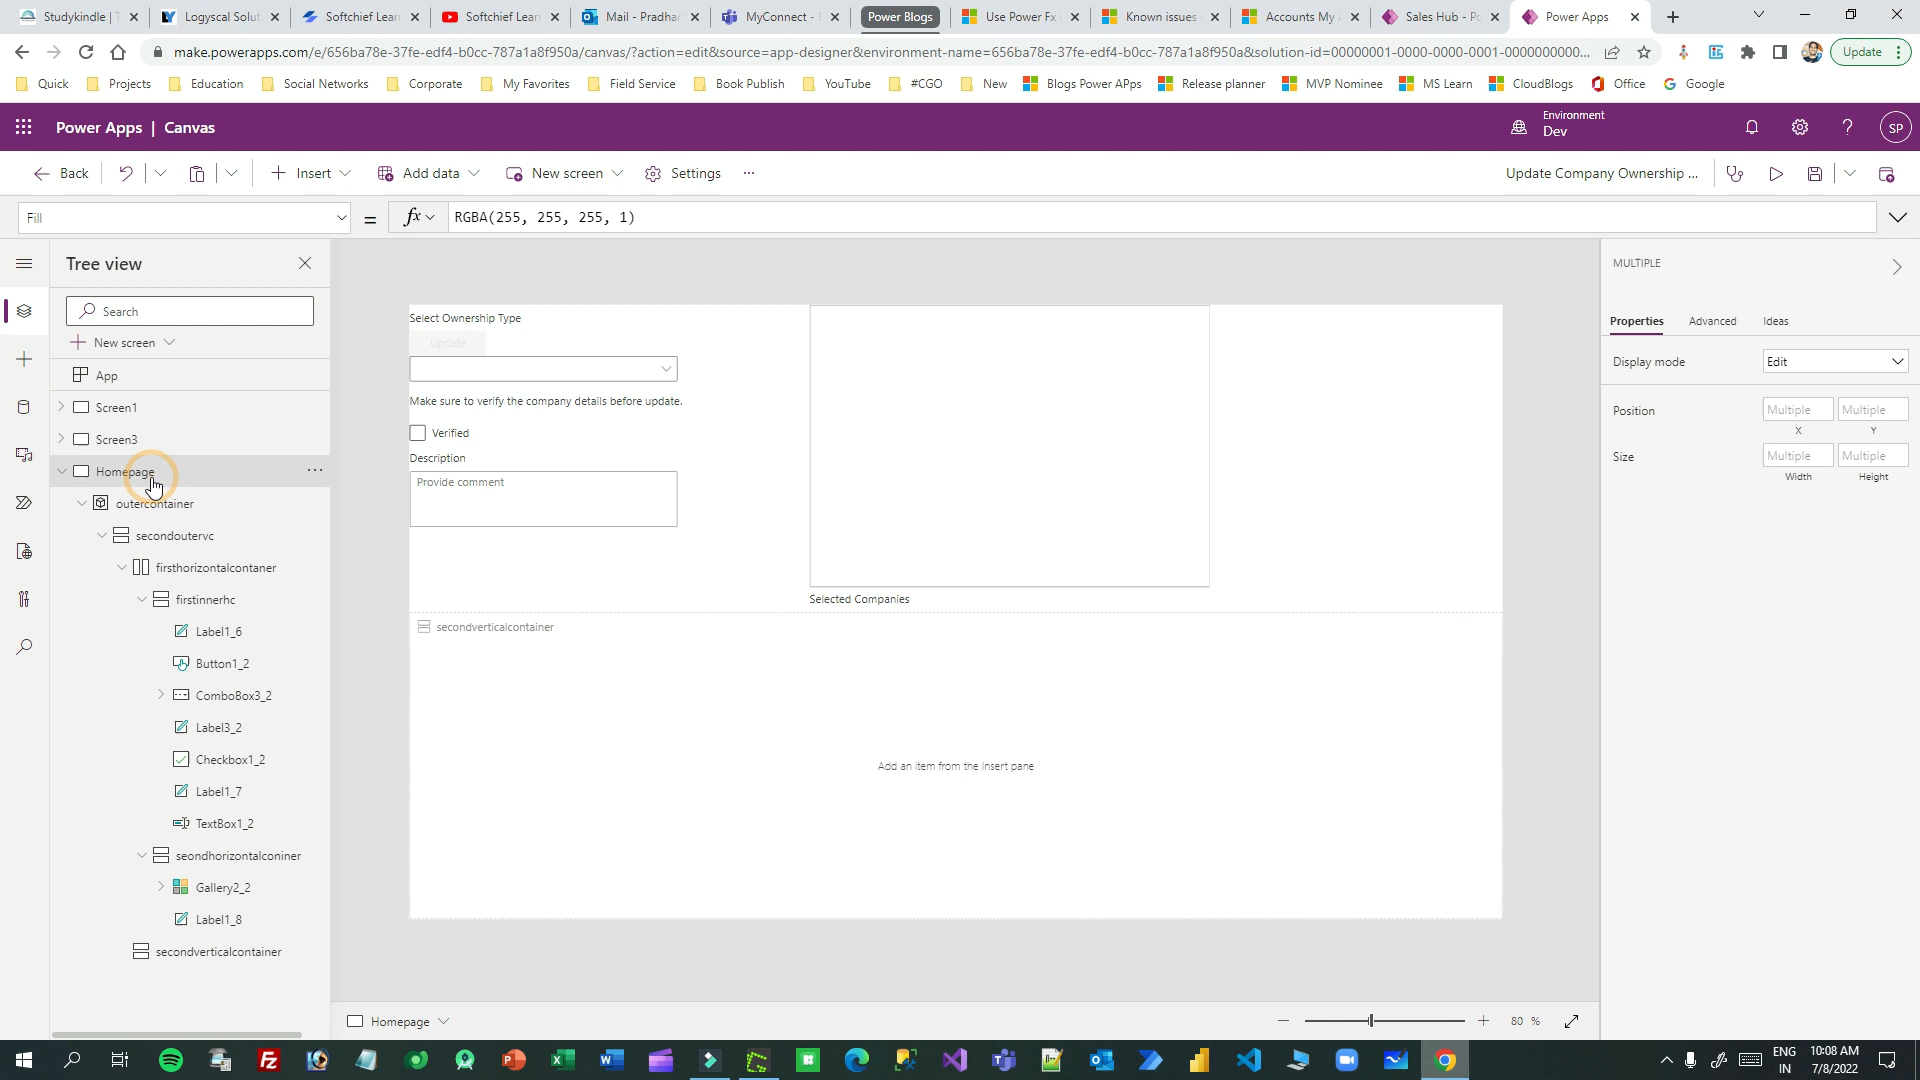 Studykindle | T
Logyscal Solut
Softchief Lear
Softchief Lear
Mail - Pradhar
MyConnect - E
Power Blogs
Use Power Fx
Known issues
Accounts My
Sales Hub - Po
Power Apps
make.powerapps.com/e/656ba78e-37fe-edf4-b0cc-787a1a8f950a/canvas/?action=edit&source=app-designer&environment-name=656ba78e-37fe-edf4-b0cc-787a1a8f950a&solution-id=00000001-0000-0000-0001-0000000000...
Update
Quick
Projects
Education
Social Networks
Corporate
My Favorites
Field Service
Book Publish
YouTube
#CGO
New
Blogs Power APps
Release planner
MVP Nominee
MS Learn
CloudBlogs
Office
Google
Power Apps | Canvas
Environment
Dev
SP
Back
Insert
Add data
New screen
Settings
Update Company Ownership ...
Fill
=
fx
RGBA(255, 255, 255, 1)
Tree view
Search
New screen
App
Screen1
Screen3
Homepage
outercontainer
secondoutervc
firsthorizontalcontaner
firstinnerhc
Label1_6
Button1_2
ComboBox3_2
Label3_2
Checkbox1_2
Label1_7
TextBox1_2
seondhorizontalconiner
Gallery2_2
Label1_8
secondverticalcontainer
Select Ownership Type
Update
Make sure to verify the company details before update.
Verified
Description
Provide comment
Selected Companies
secondverticalcontainer
Add an item from the Insert pane
MULTIPLE
Properties
Advanced
Ideas
Display mode
Edit
Position
Multiple
Multiple
X
Y
Size
Multiple
Multiple
Width
Height
Homepage
80 %
ENG
IN
10:08 AM
7/8/2022